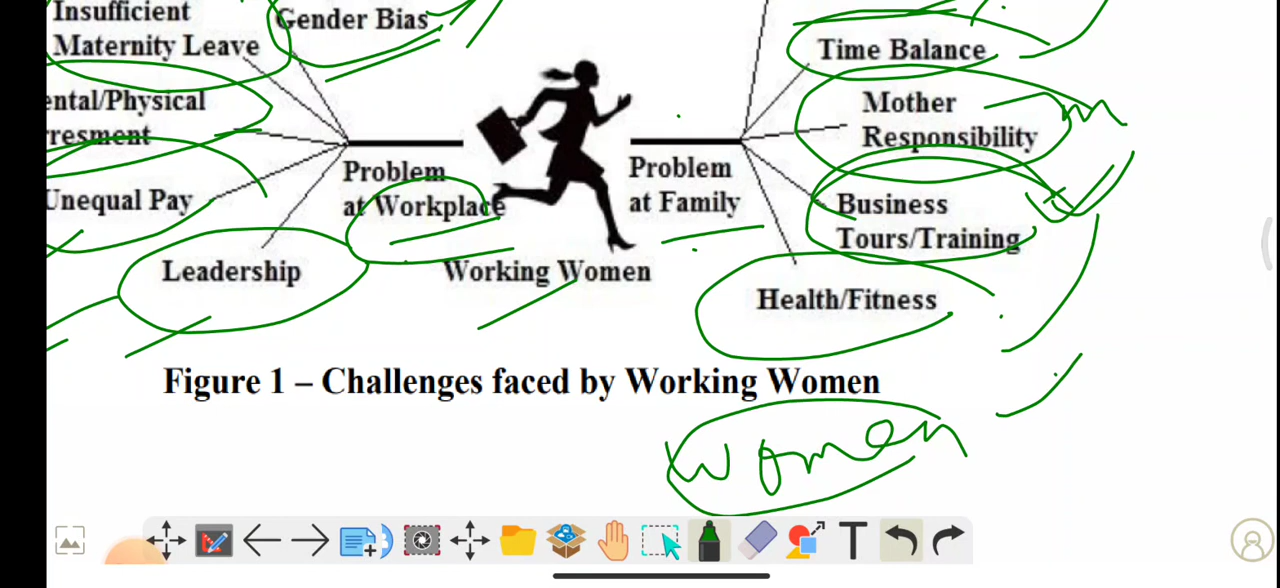 Insufficient
Maternity Leave
Gender Bias
Time Balance
ental/Physical
rresment
Mother
Responsibility
Unequal Pay
Problem
at Workplace
Problem
at Family
Business
Tours/Training
Leadership
Working Women
Health/Fitness
Figure 1 – Challenges faced by Working Women
women
T